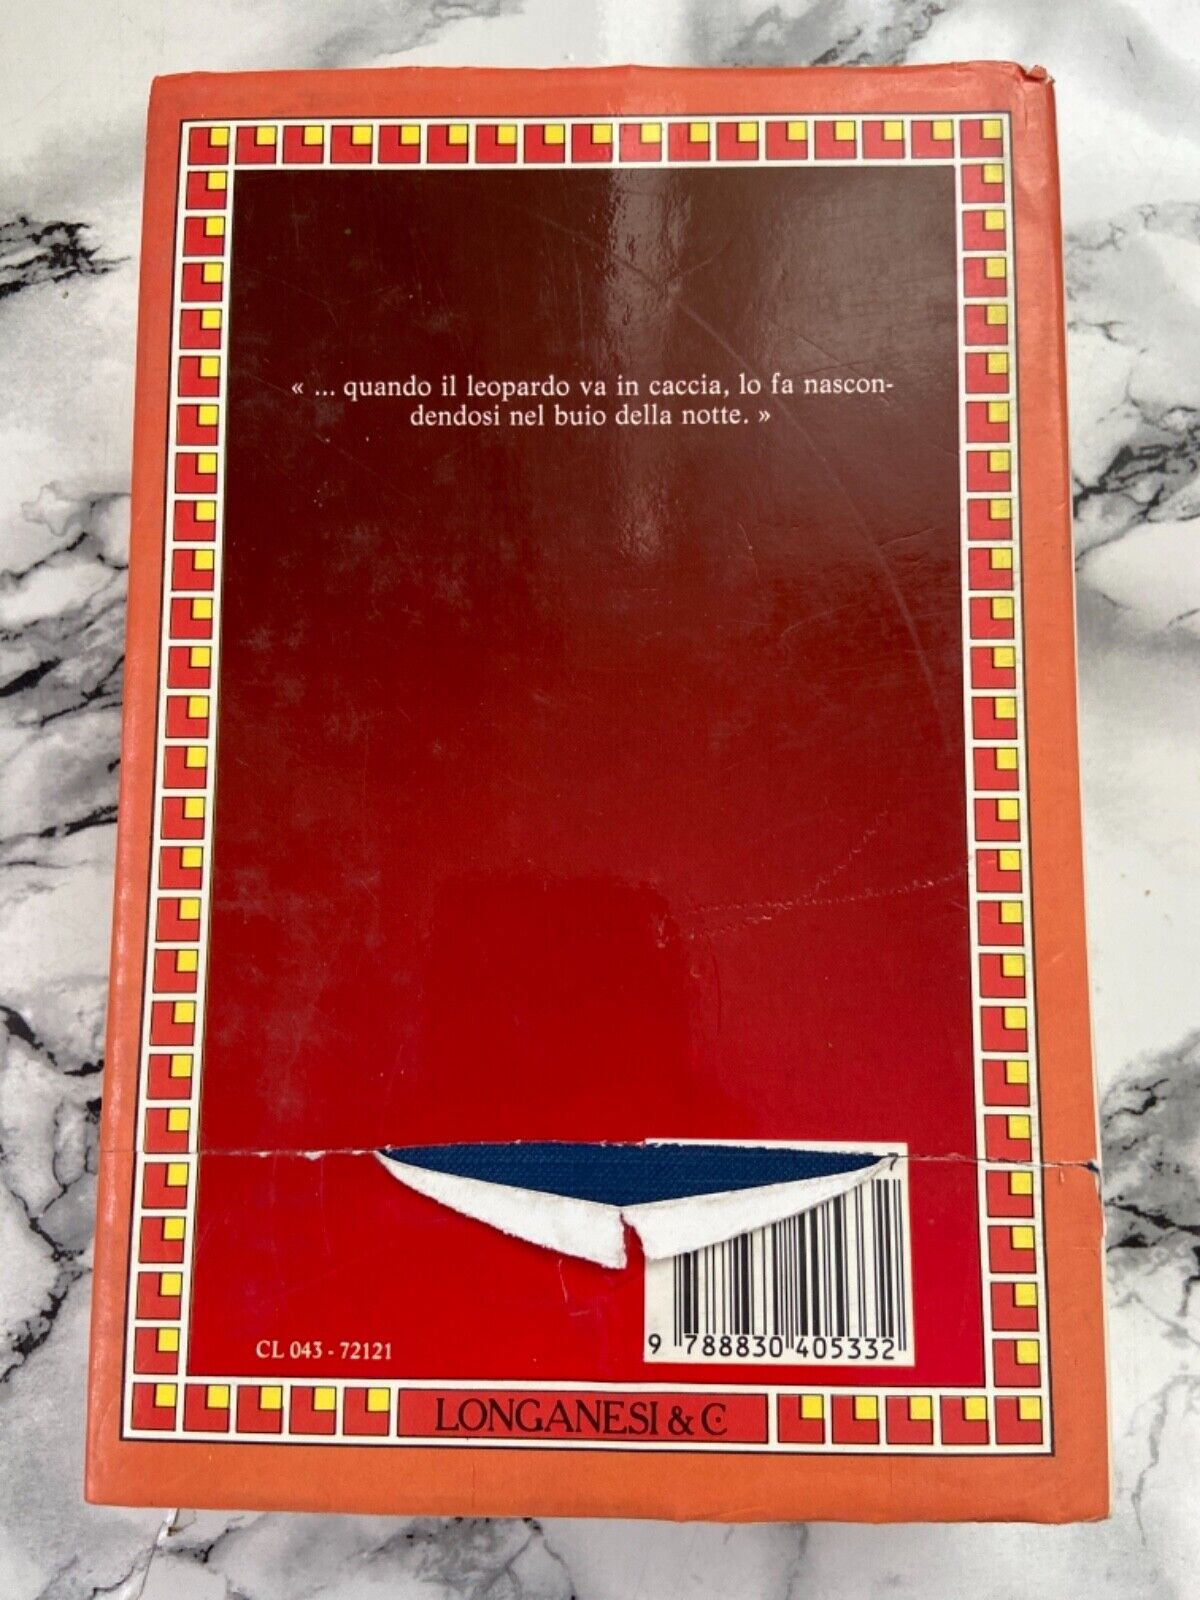 « ... quando il leopardo va in caccia, lo fa nascon-
dendosi nel buio della notte. »
7
CL 043 - 72121
9 788830 405332
LONGANESI & C.